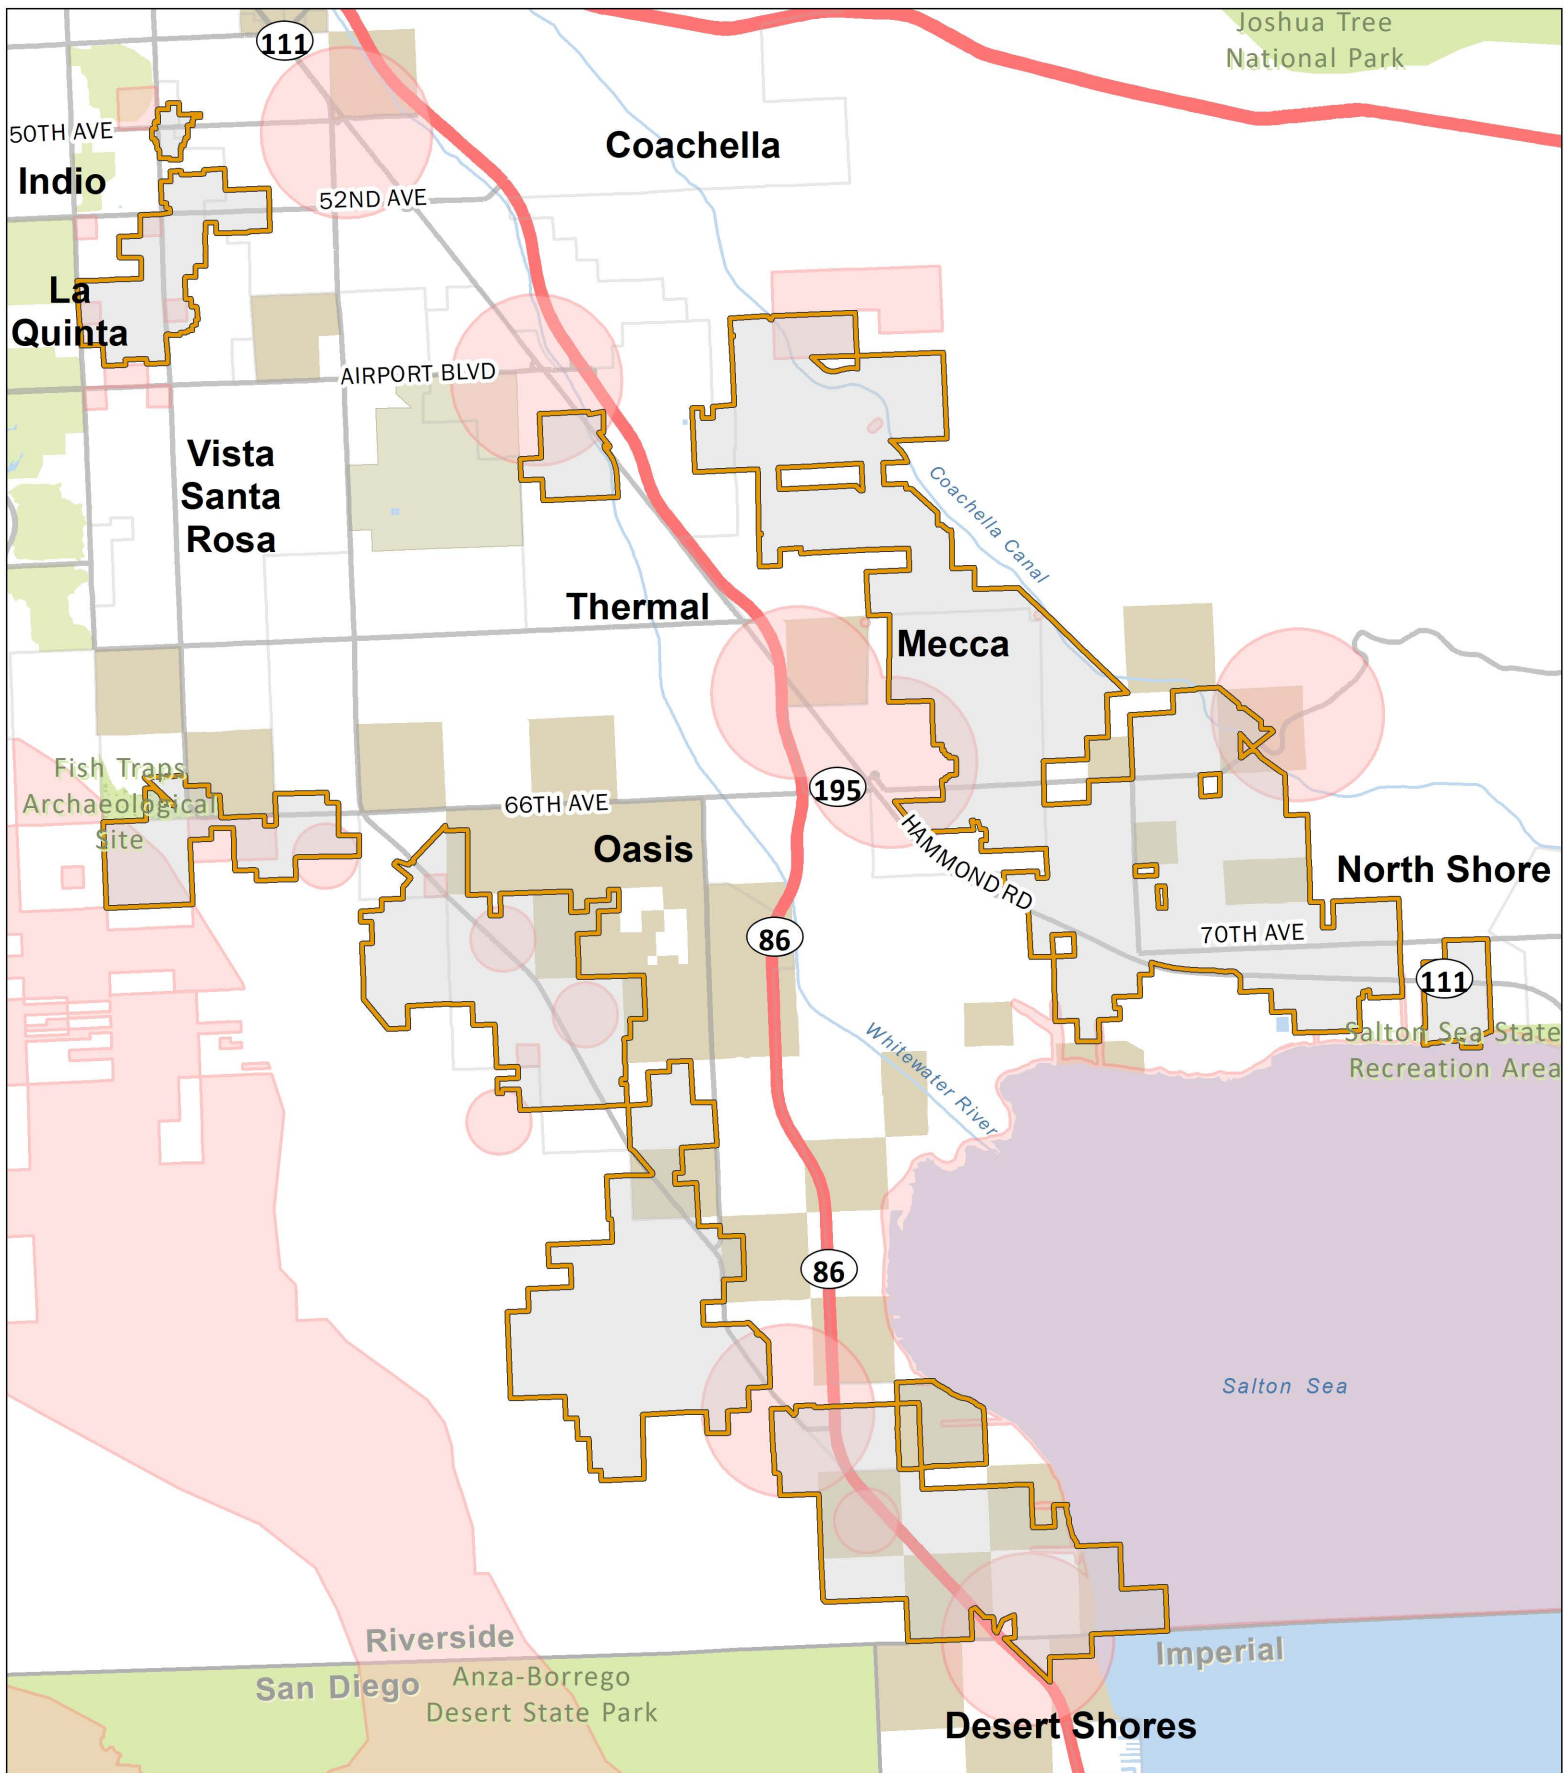 Joshua Tree
National Park
111
50TH AVE
Coachella
Indio
52ND AVE
La
Quinta
AIRPORT BLVD
Vista
Santa
Rosa
Coachella Canal
Thermal
Mecca
Fish Traps
Archaeological
Site
195
66TH AVE
Oasis
HAMMOND RD
North Shore
86
70TH AVE
111
Salton Sea State
Recreation Area
Whitewater River
86
Salton Sea
Riverside
San Diego
Imperial
Anza-Borrego
Desert State Park
Desert Shores